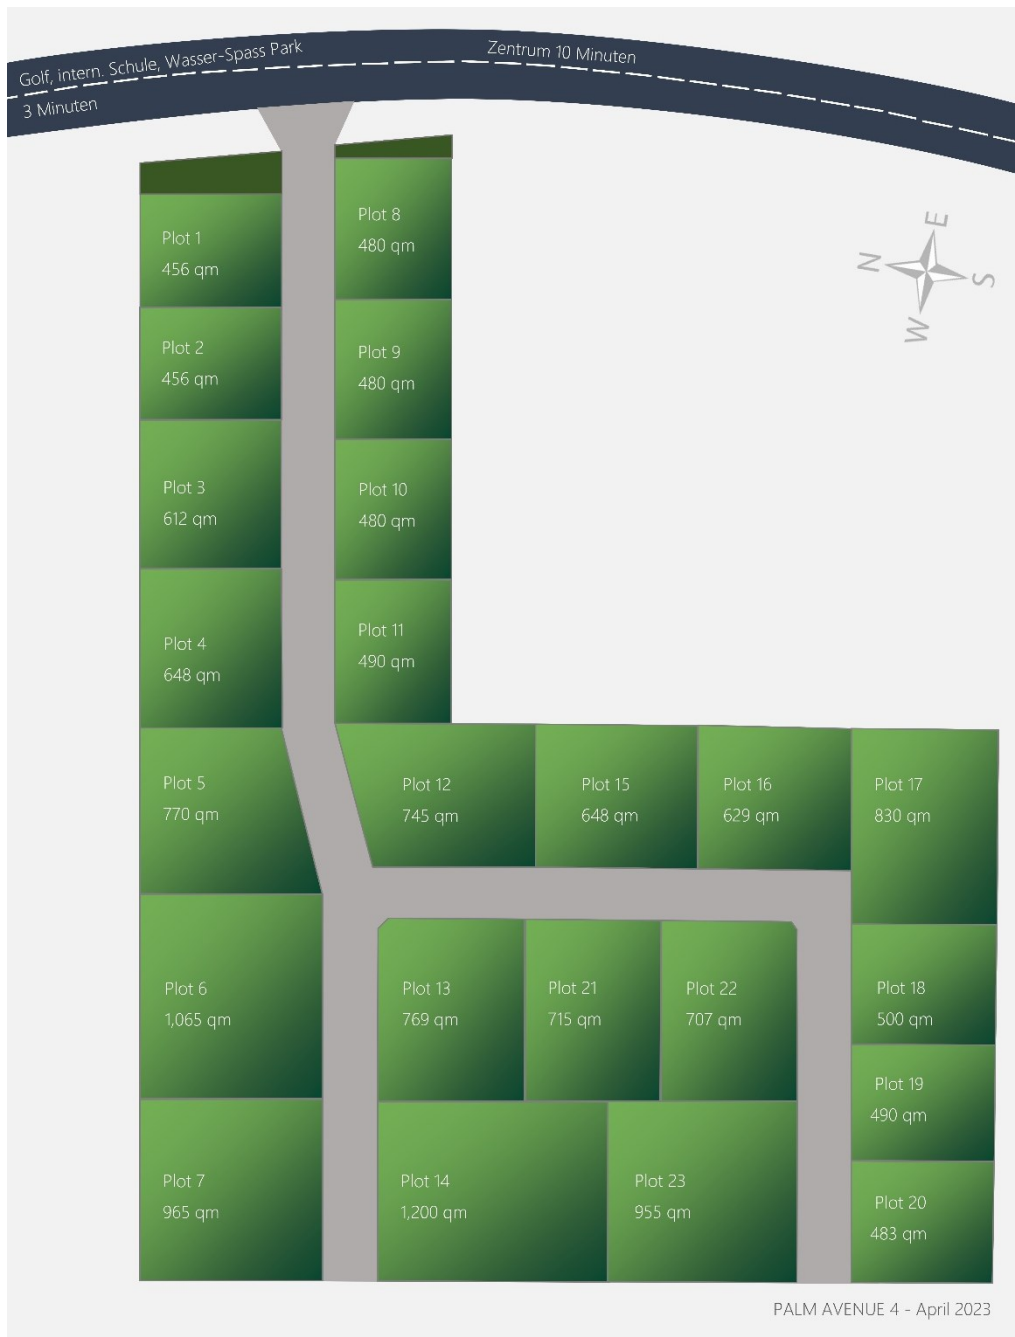 Golf, intern. Schule, Wasser-Spass Park
Zentrum 10 Minuten
3 Minuten
E
N
S
W
Plot 1
456 qm
Plot 8
480 qm
Plot 2
456 qm
Plot 9
480 qm
Plot 3
612 qm
Plot 10
480 qm
Plot 4
648 qm
Plot 11
490 qm
Plot 5
770 qm
Plot 12
745 qm
Plot 15
648 qm
Plot 16
629 qm
Plot 17
830 qm
Plot 6
1,065 qm
Plot 13
769 qm
Plot 21
715 qm
Plot 22
707 qm
Plot 18
500 qm
Plot 19
490 qm
Plot 7
965 qm
Plot 14
1,200 qm
Plot 23
955 qm
Plot 20
483 qm
PALM AVENUE 4 - April 2023